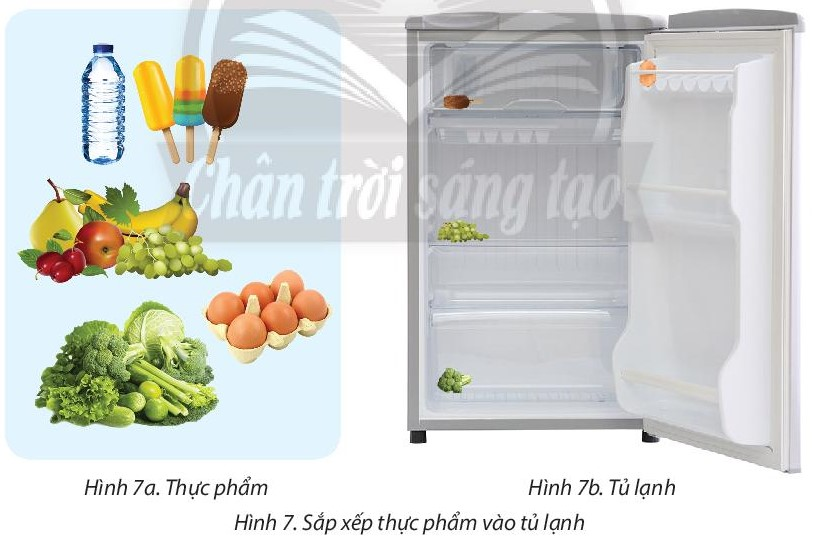 Chân trời sáng tạo
Hình 7a. Thực phẩm
Hình 7b. Tủ lạnh
Hình 7. Sắp xếp thực phẩm vào tủ lạnh